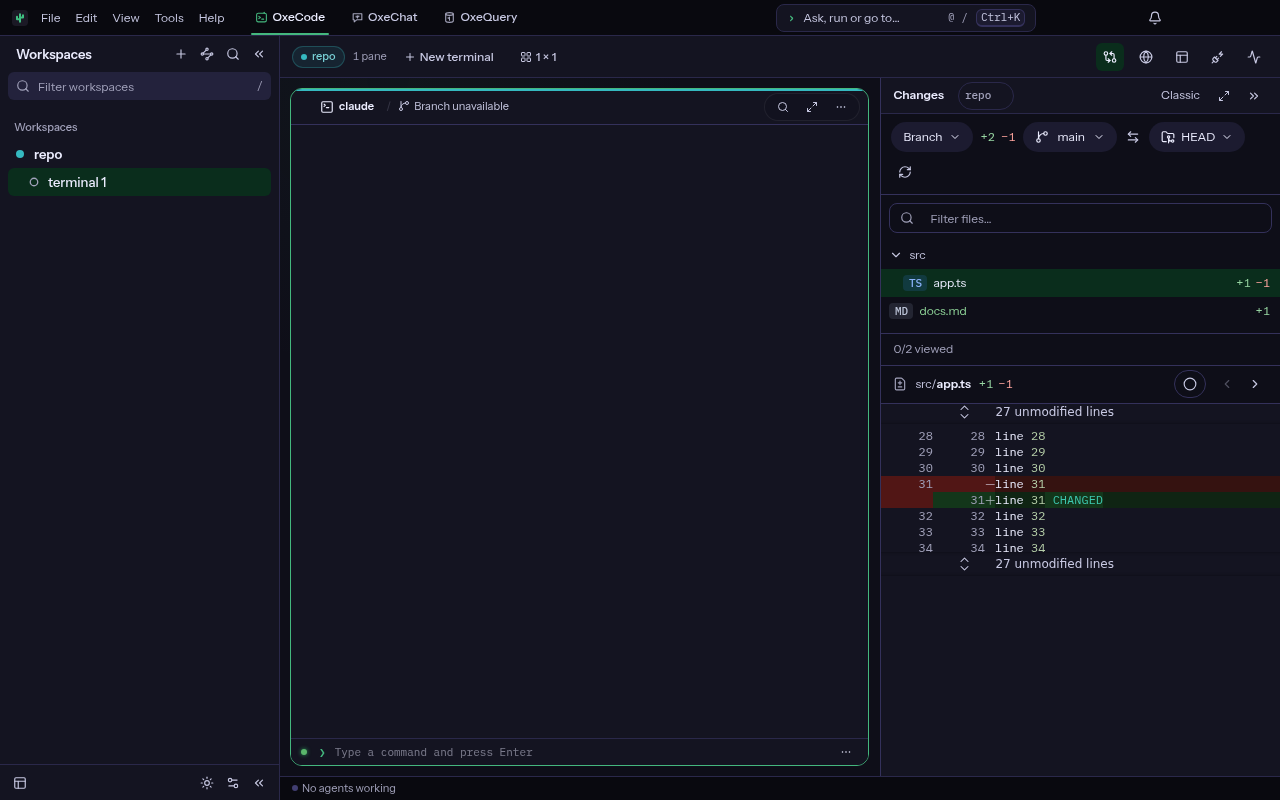 File Edit View Tools Help OxeCode OxeChat OxeQuery Ask, run or go to... @ / Ctrl+K
Workspaces
Filter workspaces /
Workspaces
repo
terminal 1
repo 1 pane New terminal 1 × 1
claude / Branch unavailable
❯ Type a command and press Enter
No agents working
Changes repo Classic
Branch +2 −1 main HEAD
Filter files...
src
TS app.ts +1 −1
MD docs.md +1
0/2 viewed
src/app.ts +1 −1
27 unmodified lines
28 28 line 28
29 29 line 29
30 30 line 30
31 −line 31
31+line 31 CHANGED
32 32 line 32
33 33 line 33
34 34 line 34
27 unmodified lines